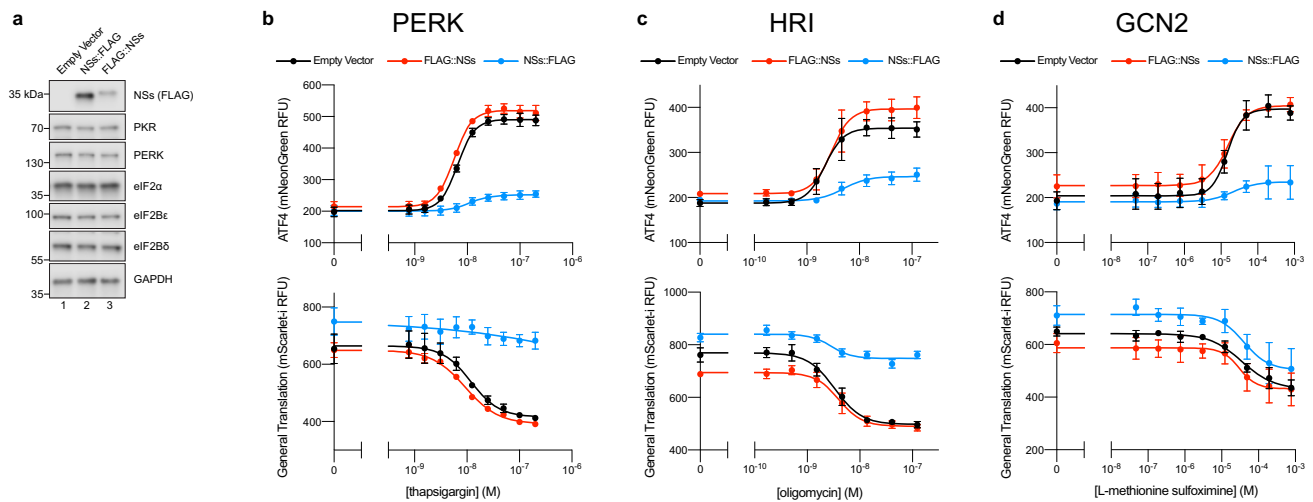 a
Empty Vector
NSs::FLAG
FLAG::NSs
35 kDa
NSs (FLAG)
70
PKR
130
PERK
35
eIF2α
100
eIF2Bε
55
eIF2Bδ
35
GAPDH
1 2 3
b
PERK
Empty Vector FLAG::NSs NSs::FLAG
ATF4 (mNeonGreen RFU)
600
500
400
300
200
100
0 10⁻⁹ 10⁻⁸ 10⁻⁷ 10⁻⁶
General Translation (mScarlet-i RFU)
800
600
400
0 10⁻⁹ 10⁻⁸ 10⁻⁷ 10⁻⁶
[thapsigargin] (M)
c
HRI
Empty Vector FLAG::NSs NSs::FLAG
ATF4 (mNeonGreen RFU)
400
300
200
100
0 10⁻¹⁰ 10⁻⁹ 10⁻⁸ 10⁻⁷
General Translation (mScarlet-i RFU)
1000
800
600
400
0 10⁻¹⁰ 10⁻⁹ 10⁻⁸ 10⁻⁷
[oligomycin] (M)
d
GCN2
Empty Vector FLAG::NSs NSs::FLAG
ATF4 (mNeonGreen RFU)
400
300
200
100
0 10⁻⁸ 10⁻⁷ 10⁻⁶ 10⁻⁵ 10⁻⁴ 10⁻³
General Translation (mScarlet-i RFU)
800
600
400
200
0 10⁻⁸ 10⁻⁷ 10⁻⁶ 10⁻⁵ 10⁻⁴ 10⁻³
[L-methionine sulfoximine] (M)